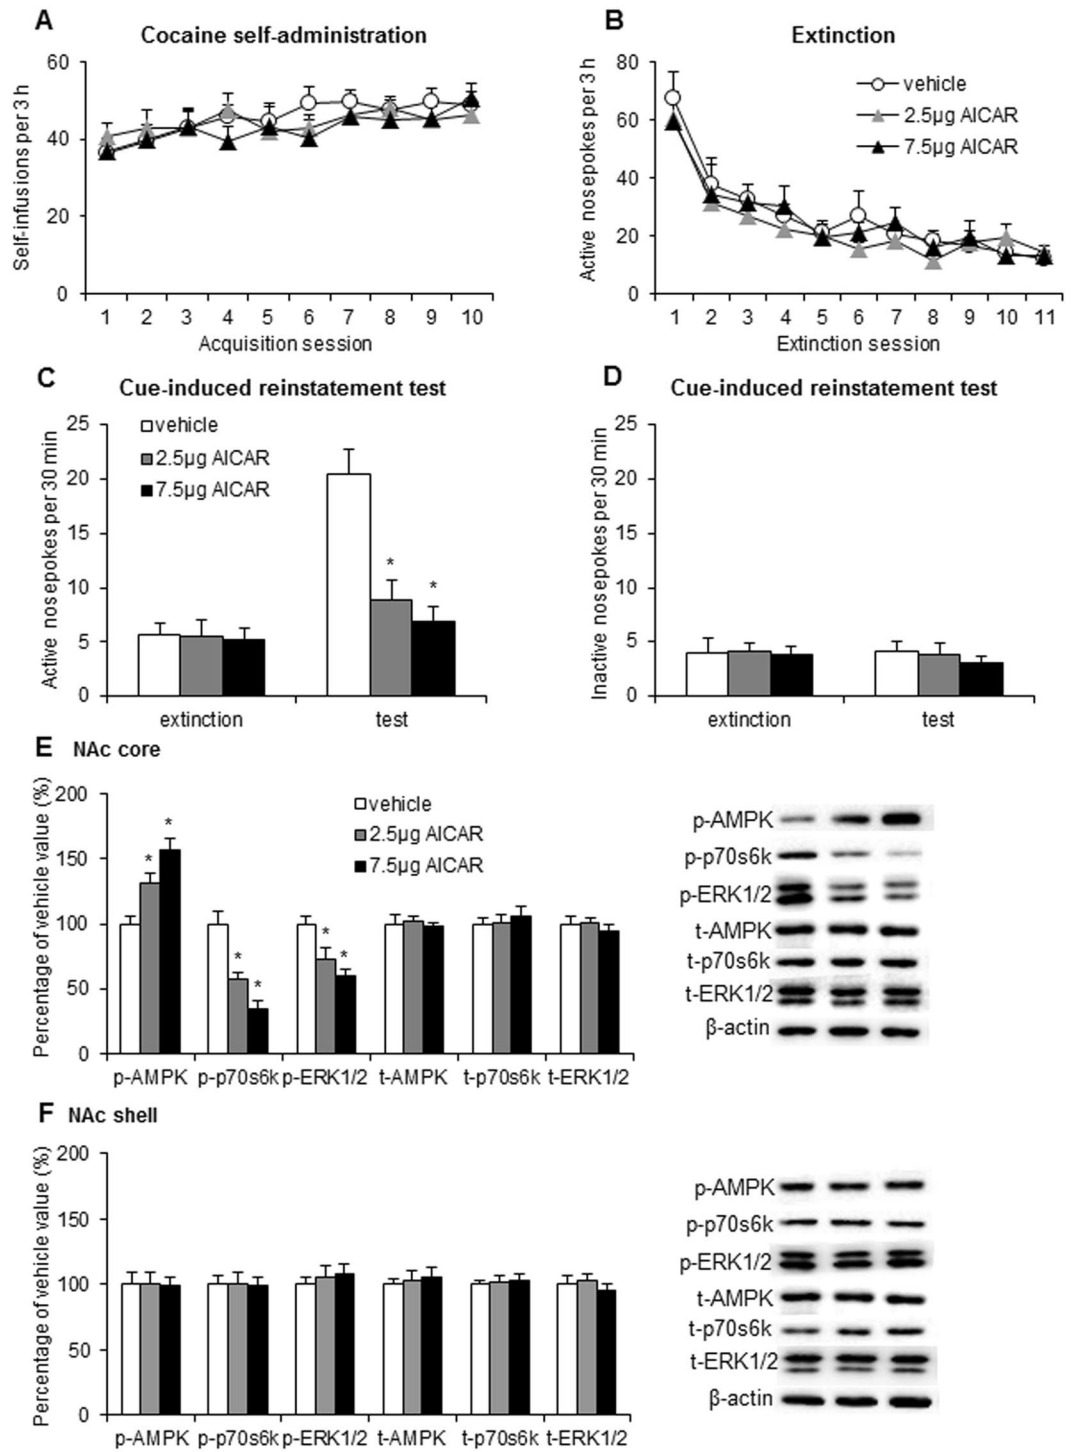 A
Cocaine self-administration
60
40
20
0
Self-infusions per 3 h
1 2 3 4 5 6 7 8 9 10
Acquisition session
B
Extinction
80
60
40
20
0
Active nosepokes per 3 h
vehicle
2.5µg AICAR
7.5µg AICAR
1 2 3 4 5 6 7 8 9 10 11
Extinction session
C
Cue-induced reinstatement test
25
20
15
10
5
0
Active nosepokes per 30 min
vehicle
2.5µg AICAR
7.5µg AICAR
* *
extinction test
D
Cue-induced reinstatement test
25
20
15
10
5
0
Inactive nosepokes per 30 min
extinction test
E NAc core
200
150
100
50
0
Percentage of vehicle value (%)
vehicle
2.5µg AICAR
7.5µg AICAR
* * * * * *
p-AMPK p-p70s6k p-ERK1/2 t-AMPK t-p70s6k t-ERK1/2
p-AMPK
p-p70s6k
p-ERK1/2
t-AMPK
t-p70s6k
t-ERK1/2
β-actin
F NAc shell
200
150
100
50
0
Percentage of vehicle value (%)
p-AMPK p-p70s6k p-ERK1/2 t-AMPK t-p70s6k t-ERK1/2
p-AMPK
p-p70s6k
p-ERK1/2
t-AMPK
t-p70s6k
t-ERK1/2
β-actin